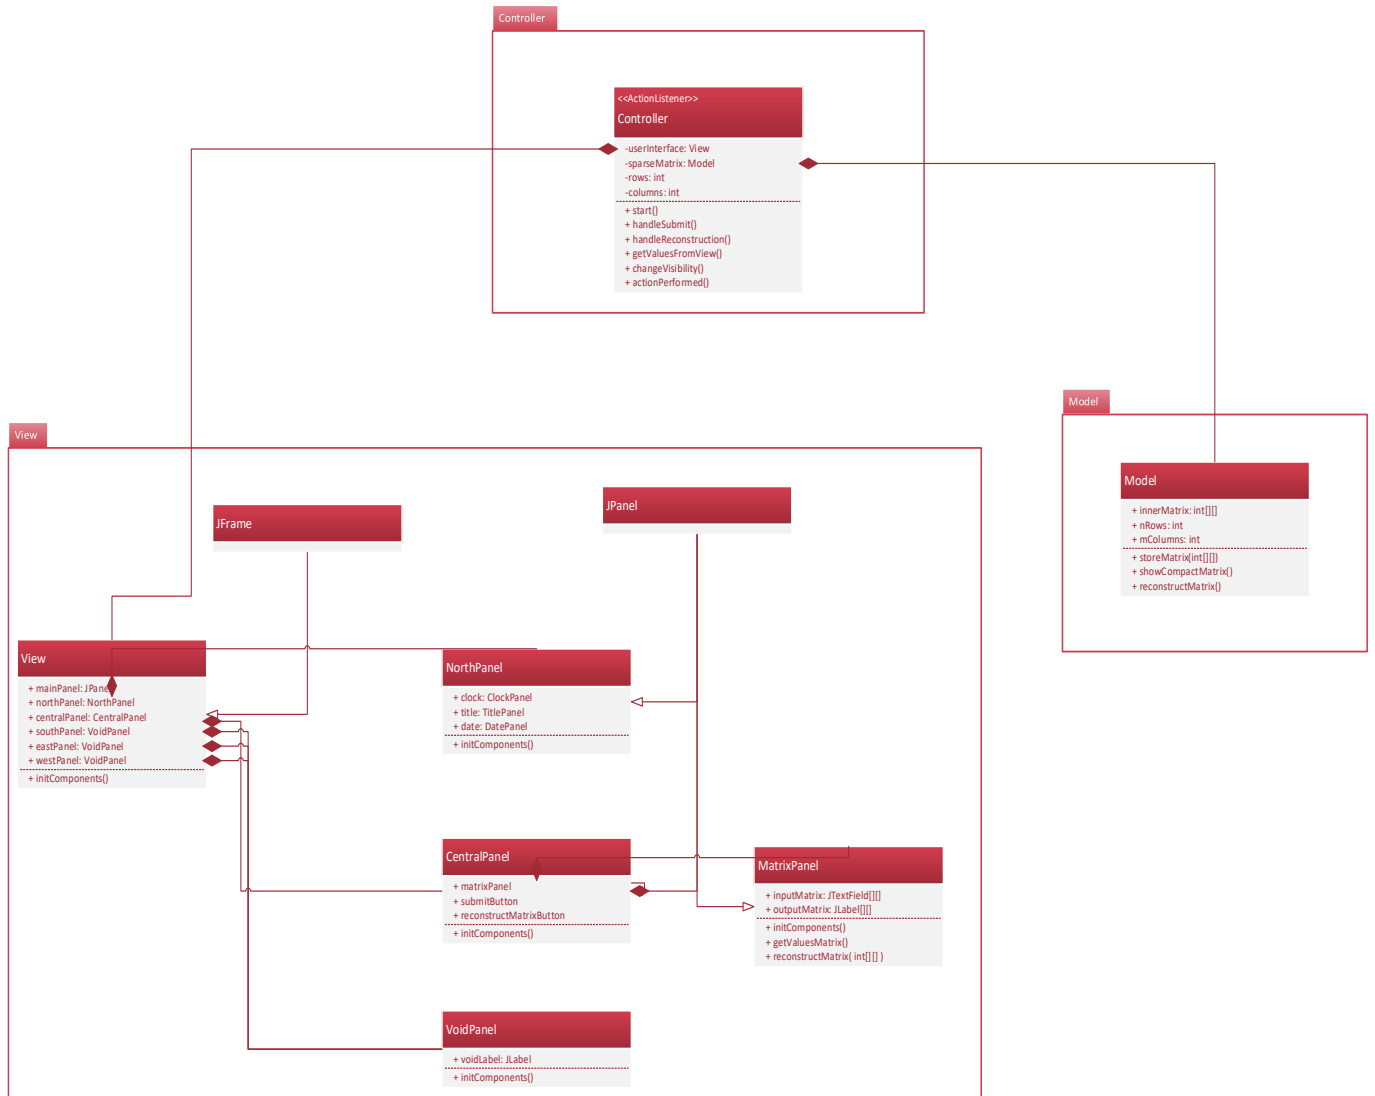 Controller
<<ActionListener>>
Controller
-userInterface: View
-sparseMatrix: Model
-rows: int
-columns: int
+ start()
+ handleSubmit()
+ handleReconstruction()
+ getValuesFromView()
+ changeVisibility()
+ actionPerformed()
Model
Model
+ innerMatrix: int[][]
+ nRows: int
+ mColumns: int
+ storeMatrix(int[][])
+ showCompactMatrix()
+ reconstructMatrix()
View
JFrame
JPanel
View
+ mainPanel: JPanel
+ northPanel: NorthPanel
+ centralPanel: CentralPanel
+ southPanel: VoidPanel
+ eastPanel: VoidPanel
+ westPanel: VoidPanel
+ initComponents()
NorthPanel
+ clock: ClockPanel
+ title: TitlePanel
+ date: DatePanel
+ initComponents()
CentralPanel
+ matrixPanel
+ submitButton
+ reconstructMatrixButton
+ initComponents()
MatrixPanel
+ inputMatrix: JTextField[][]
+ outputMatrix: JLabel[][]
+ initComponents()
+ getValuesMatrix()
+ reconstructMatrix( int[][] )
VoidPanel
+ voidLabel: JLabel
+ initComponents()